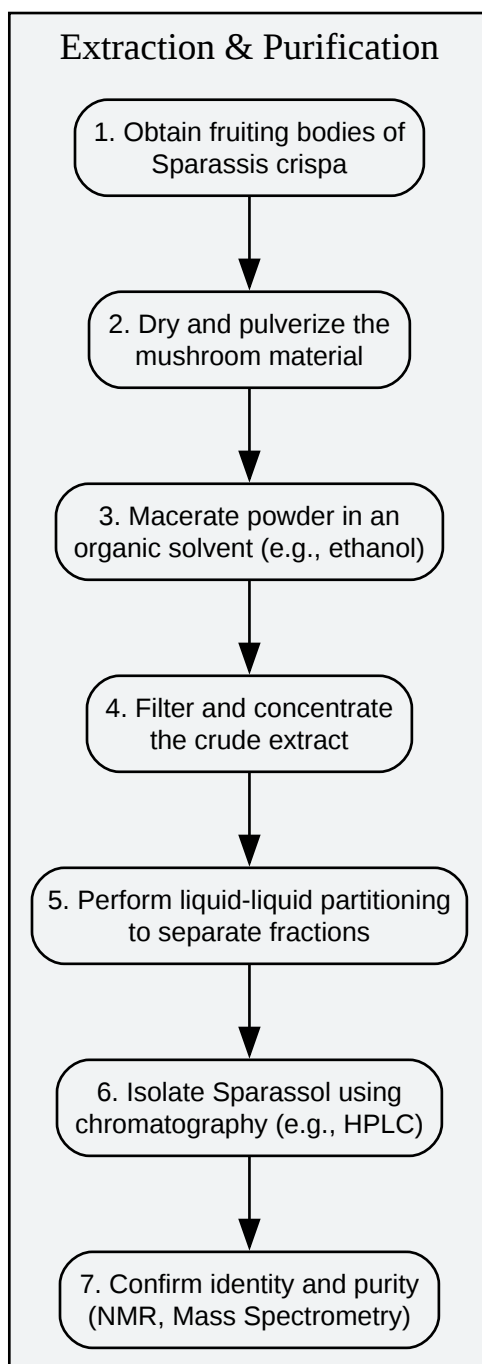 Extraction & Purification
1. Obtain fruiting bodies of
Sparassis crispa
2. Dry and pulverize the
mushroom material
3. Macerate powder in an
organic solvent (e.g., ethanol)
4. Filter and concentrate
the crude extract
5. Perform liquid-liquid partitioning
to separate fractions
6. Isolate Sparassol using
chromatography (e.g., HPLC)
7. Confirm identity and purity
(NMR, Mass Spectrometry)